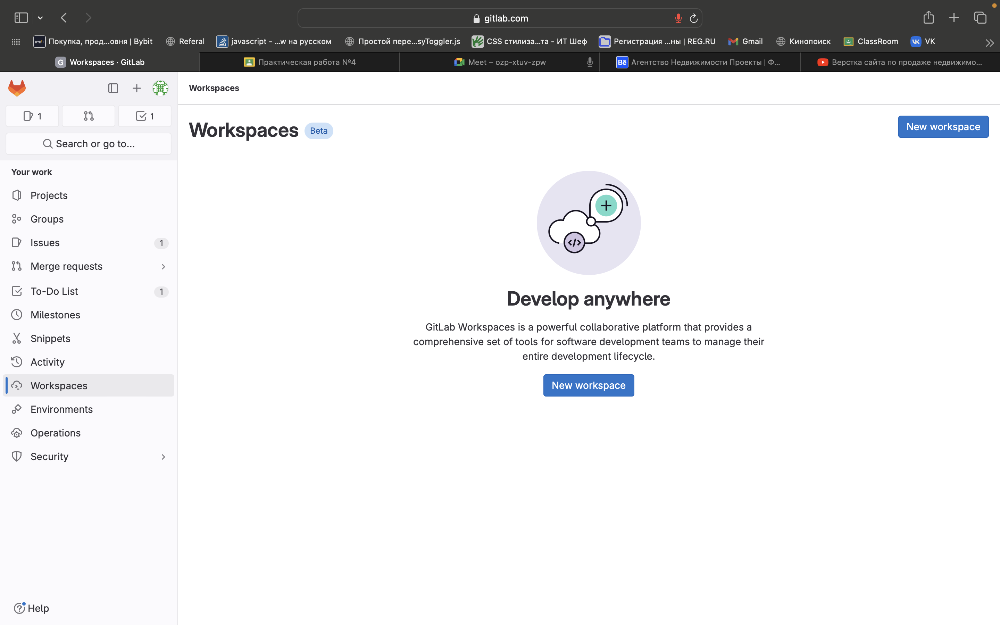 gitlab.com
Покупка, прод...овня | Bybit
Referal
javascript - ...w на русском
Простой пере...syToggler.js
CSS стилиза...та - ИТ Шеф
Регистрация ...ны | REG.RU
Gmail
Кинопоиск
ClassRoom
VK
G Workspaces · GitLab
Практическая работа №4
Meet – ozp-xtuv-zpw
Bē Агентство Недвижимости Проекты | Ф...
Верстка сайта по продаже недвижимо...
Workspaces
1
1
Search or go to...
Your work
Projects
Groups
Issues 1
Merge requests
To-Do List 1
Milestones
Snippets
Activity
Workspaces
Environments
Operations
Security
Help
Workspaces Beta
New workspace
Develop anywhere
GitLab Workspaces is a powerful collaborative platform that provides a
comprehensive set of tools for software development teams to manage their
entire development lifecycle.
New workspace